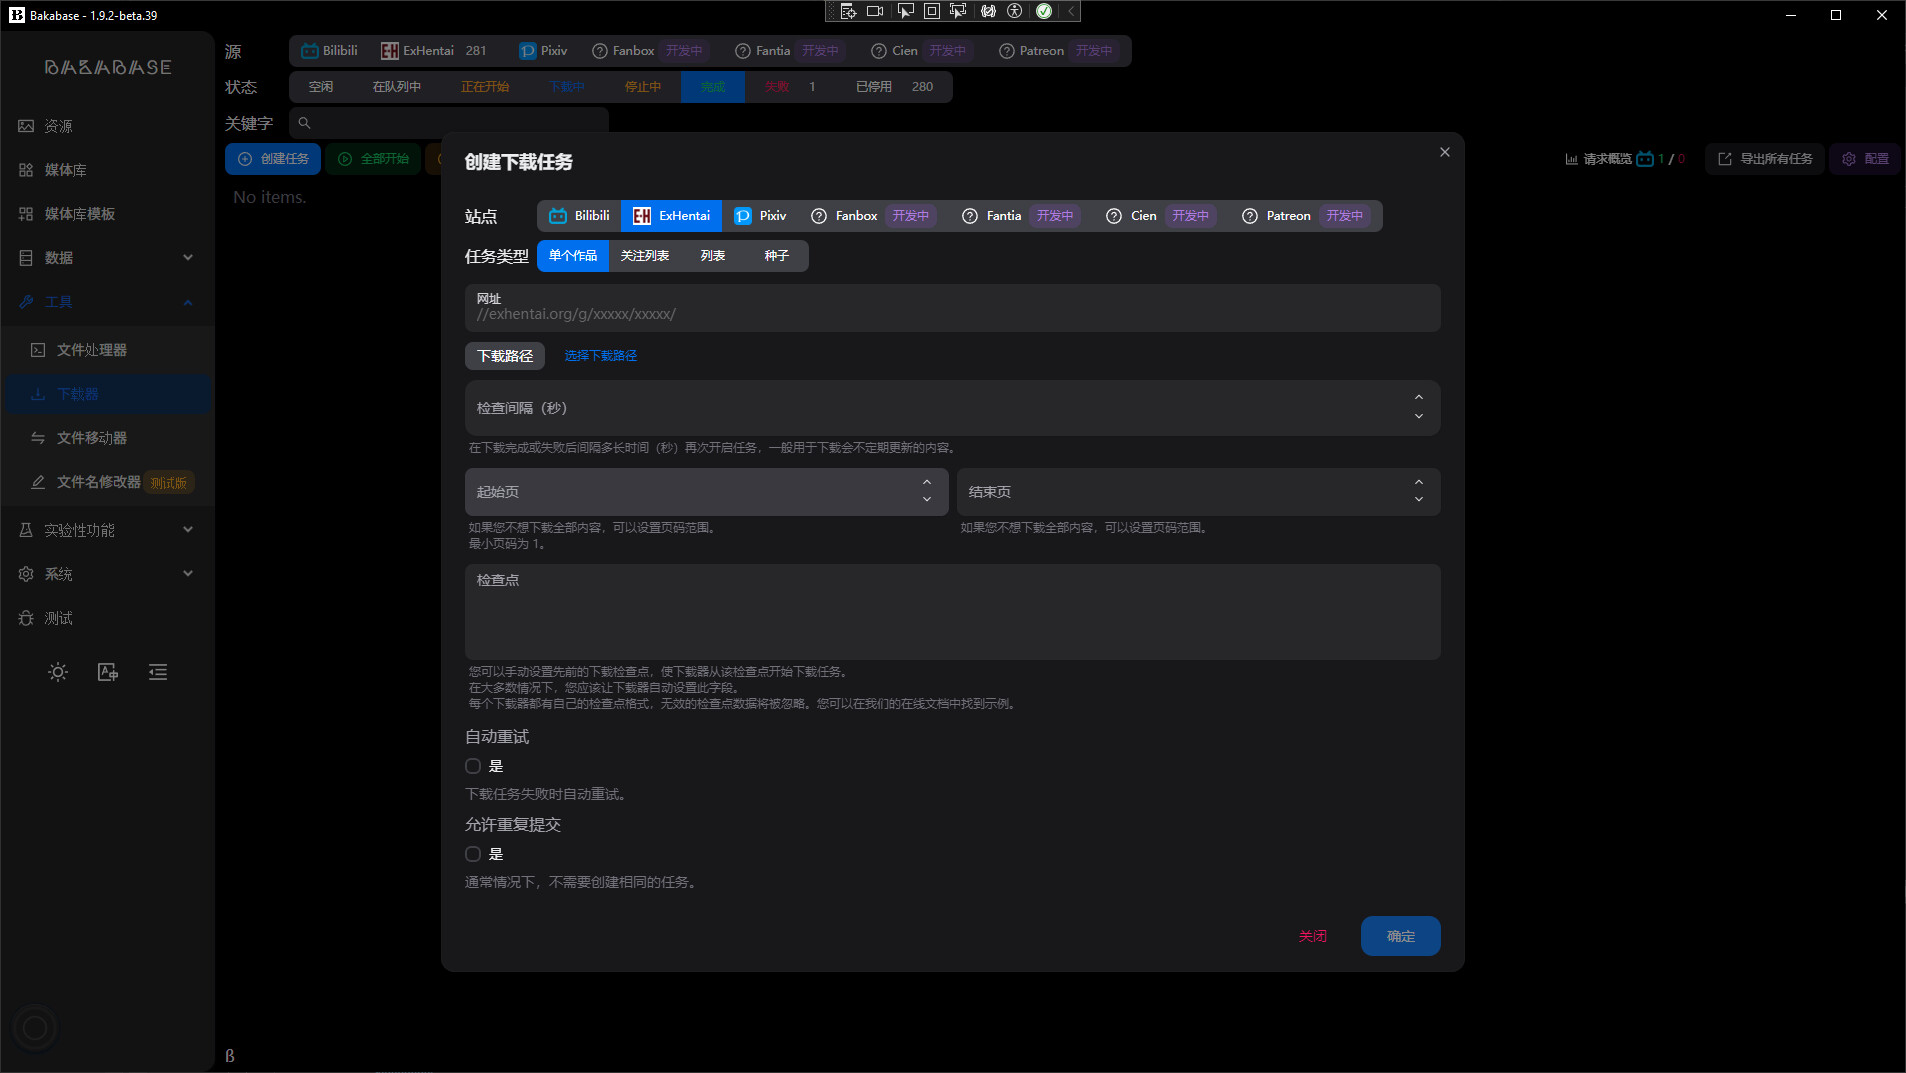 Bakabase - 1.9.2-beta.39
BAKABASE
资源
媒体库
媒体库模板
数据
工具
文件处理器
下载器
文件移动器
文件名修改器 测试版
实验性功能
系统
测试
源 Bilibili ExHentai 281 Pixiv Fanbox 开发中 Fantia 开发中 Cien 开发中 Patreon 开发中
状态 空闲 在队列中 正在开始 下载中 停止中 完成 失败 1 已停用 280
关键字
创建任务 全部开始
请求概览 1 / 0 导出所有任务 配置
No items.
创建下载任务
站点 Bilibili ExHentai Pixiv Fanbox 开发中 Fantia 开发中 Cien 开发中 Patreon 开发中
任务类型 单个作品 关注列表 列表 种子
网址
//exhentai.org/g/xxxxx/xxxxx/
下载路径 选择下载路径
检查间隔（秒）
在下载完成或失败后间隔多长时间（秒）再次开启任务，一般用于下载会不定期更新的内容。
起始页 结束页
如果您不想下载全部内容，可以设置页码范围。 如果您不想下载全部内容，可以设置页码范围。
最小页码为 1。
检查点
您可以手动设置先前的下载检查点，使下载器从该检查点开始下载任务。
在大多数情况下，您应该让下载器自动设置此字段。
每个下载器都有自己的检查点格式，无效的检查点数据将被忽略。您可以在我们的在线文档中找到示例。
自动重试
是
下载任务失败时自动重试。
允许重复提交
是
通常情况下，不需要创建相同的任务。
关闭 确定
β